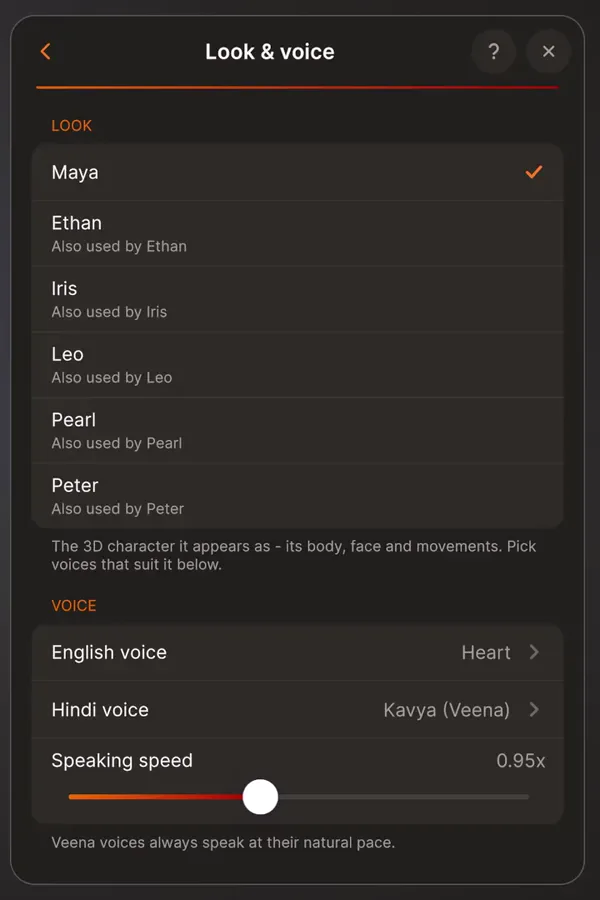 Look & voice
?
LOOK
Maya
Ethan
Also used by Ethan
Iris
Also used by Iris
Leo
Also used by Leo
Pearl
Also used by Pearl
Peter
Also used by Peter
The 3D character it appears as - its body, face and movements. Pick
voices that suit it below.
VOICE
English voice Heart
Hindi voice Kavya (Veena)
Speaking speed 0.95x
Veena voices always speak at their natural pace.